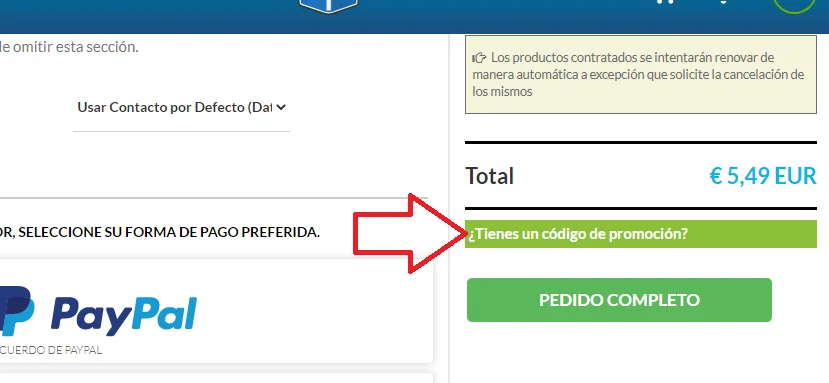 de omitir esta sección.
Usar Contacto por Defecto (Dat
OR, SELECCIONE SU FORMA DE PAGO PREFERIDA.
PayPal
CUERDO DE PAYPAL
Los productos contratados se intentarán renovar de
manera automática a excepción que solicite la cancelación de
los mismos
Total € 5,49 EUR
¿Tienes un código de promoción?
PEDIDO COMPLETO